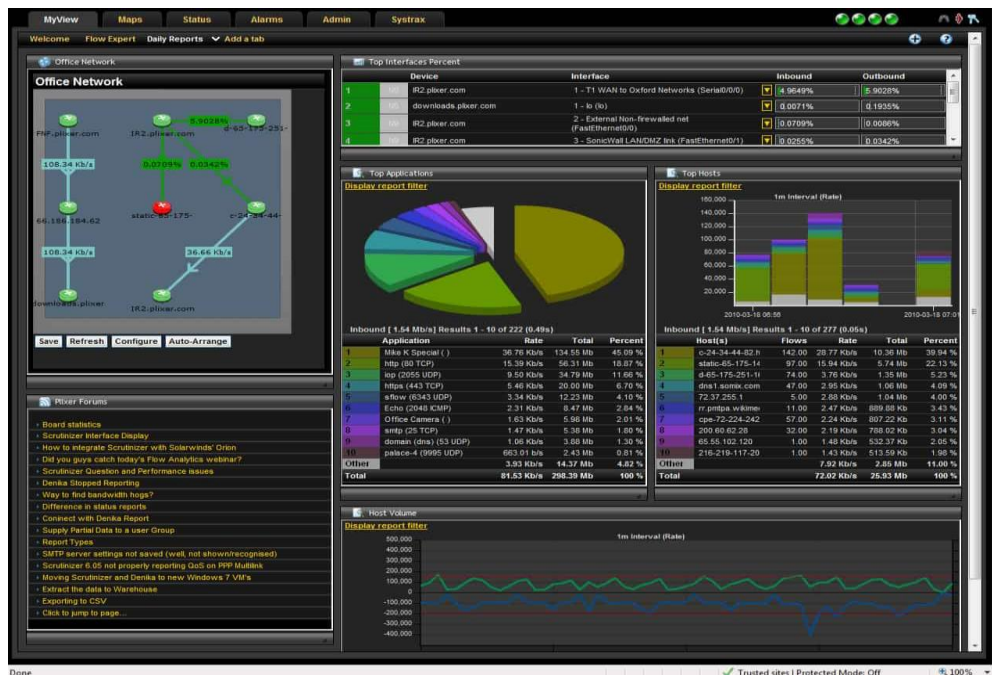 MyView Maps Status Alarms Admin Systrax
Welcome Flow Expert Daily Reports Add a tab
Office Network
Office Network
5.9028%
FNF.plixer.com IR2.plixer.com d-65-175-251-
108.34 Kb/s 0.0709% 0.0342%
66.186.184.62 static-65-175- c-24-34-44-
108.34 Kb/s 36.66 Kb/s
downloads.plixer IR2.plixer.com
Save Refresh Configure Auto-Arrange
Plixer Forums
Board statistics
Scrutinizer Interface Display
How to integrate Scrutinizer with Solarwinds' Orion
Did you guys catch today's Flow Analytics webinar?
Scrutinizer Question and Performance issues
Denika Stopped Reporting
Way to find bandwidth hogs?
Difference in status reports
Coninect with Denika Report
Supply Partial Data to a user Group
Report Types
SMTP server settings not saved (well, not shown/recognised)
Scrutinizer 6.05 not properly reporting QoS on PPP Multilink
Moving Scrutinizer and Denika to new Windows 7 VM's
Extract the data to Warehouse
Exporting to CSV
Click to jump to page...
Top Interfaces Percent
Device Interface Inbound Outbound
1 IR2.plixer.com 1 - T1 WAN to Oxford Networks (Serial0/0/0) 4.9649% 5.9028%
2 downloads.plixer.com 1 - lo (lo) 0.0071% 0.1935%
3 IR2.plixer.com 2 - External Non-firewalled net (FastEthernet0/0) 0.0709% 0.0086%
4 IR2.plixer.com 3 - SonicWall LAN/DMZ link (FastEthernet0/1) 0.0255% 0.0342%
Top Applications
Display report filter
Inbound [ 1.54 Mb/s] Results 1 - 10 of 222 (0.49s)
Application Rate Total Percent
1 Mike K Special ( ) 36.76 Kb/s 134.55 Mb 45.09 %
2 http (80 TCP) 15.39 Kb/s 56.31 Mb 18.87 %
3 iop (2055 UDP) 9.50 Kb/s 34.79 Mb 11.66 %
4 https (443 TCP) 5.46 Kb/s 20.00 Mb 6.70 %
5 sflow (6343 UDP) 3.34 Kb/s 12.23 Mb 4.10 %
6 Echo (2048 ICMP) 2.31 Kb/s 8.47 Mb 2.84 %
7 Office Camera ( ) 1.63 Kb/s 5.98 Mb 2.01 %
8 smtp (25 TCP) 1.47 Kb/s 5.38 Mb 1.80 %
9 domain (dns) (53 UDP) 1.06 Kb/s 3.88 Mb 1.30 %
10 palace-4 (9995 UDP) 663.01 b/s 2.43 Mb 0.81 %
Other 3.93 Kb/s 14.37 Mb 4.82 %
Total 81.53 Kb/s 298.39 Mb 100 %
Top Hosts
Display report filter
1m Interval (Rate)
160,000
140,000
120,000
100,000
80,000
60,000
40,000
20,000
2010-03-18 06:56 2010-03-18 07:01
Inbound [ 1.54 Mb/s] Results 1 - 10 of 277 (0.05s)
Host(s) Flows Rate Total Percent
1 c-24-34-44-82.h 142.00 28.77 Kb/s 10.36 Mb 39.94 %
2 static-65-175-14 97.00 15.94 Kb/s 5.74 Mb 22.13 %
3 d-65-175-251-1 74.00 3.76 Kb/s 1.35 Mb 5.23 %
4 dns1.somix.com 47.00 2.95 Kb/s 1.06 Mb 4.09 %
5 72.37.255.1 5.00 2.88 Kb/s 1.04 Mb 4.00 %
6 rr.pmtpa.wikime 11.00 2.47 Kb/s 889.88 Kb 3.43 %
7 cpe-72-224-242 57.00 2.24 Kb/s 807.22 Kb 3.11 %
8 200.60.62.28 32.00 2.19 Kb/s 788.02 Kb 3.04 %
9 65.55.102.120 1.00 1.48 Kb/s 532.37 Kb 2.05 %
10 216-219-117-20 1.00 1.43 Kb/s 513.59 Kb 1.98 %
Other 7.92 Kb/s 2.85 Mb 11.00 %
Total 72.02 Kb/s 25.93 Mb 100 %
Host Volume
Display report filter
1m Interval (Rate)
500,000
400,000
300,000
200,000
100,000
0
-100,000
-200,000
-300,000
-400,000
Done Trusted sites | Protected Mode: Off 100%